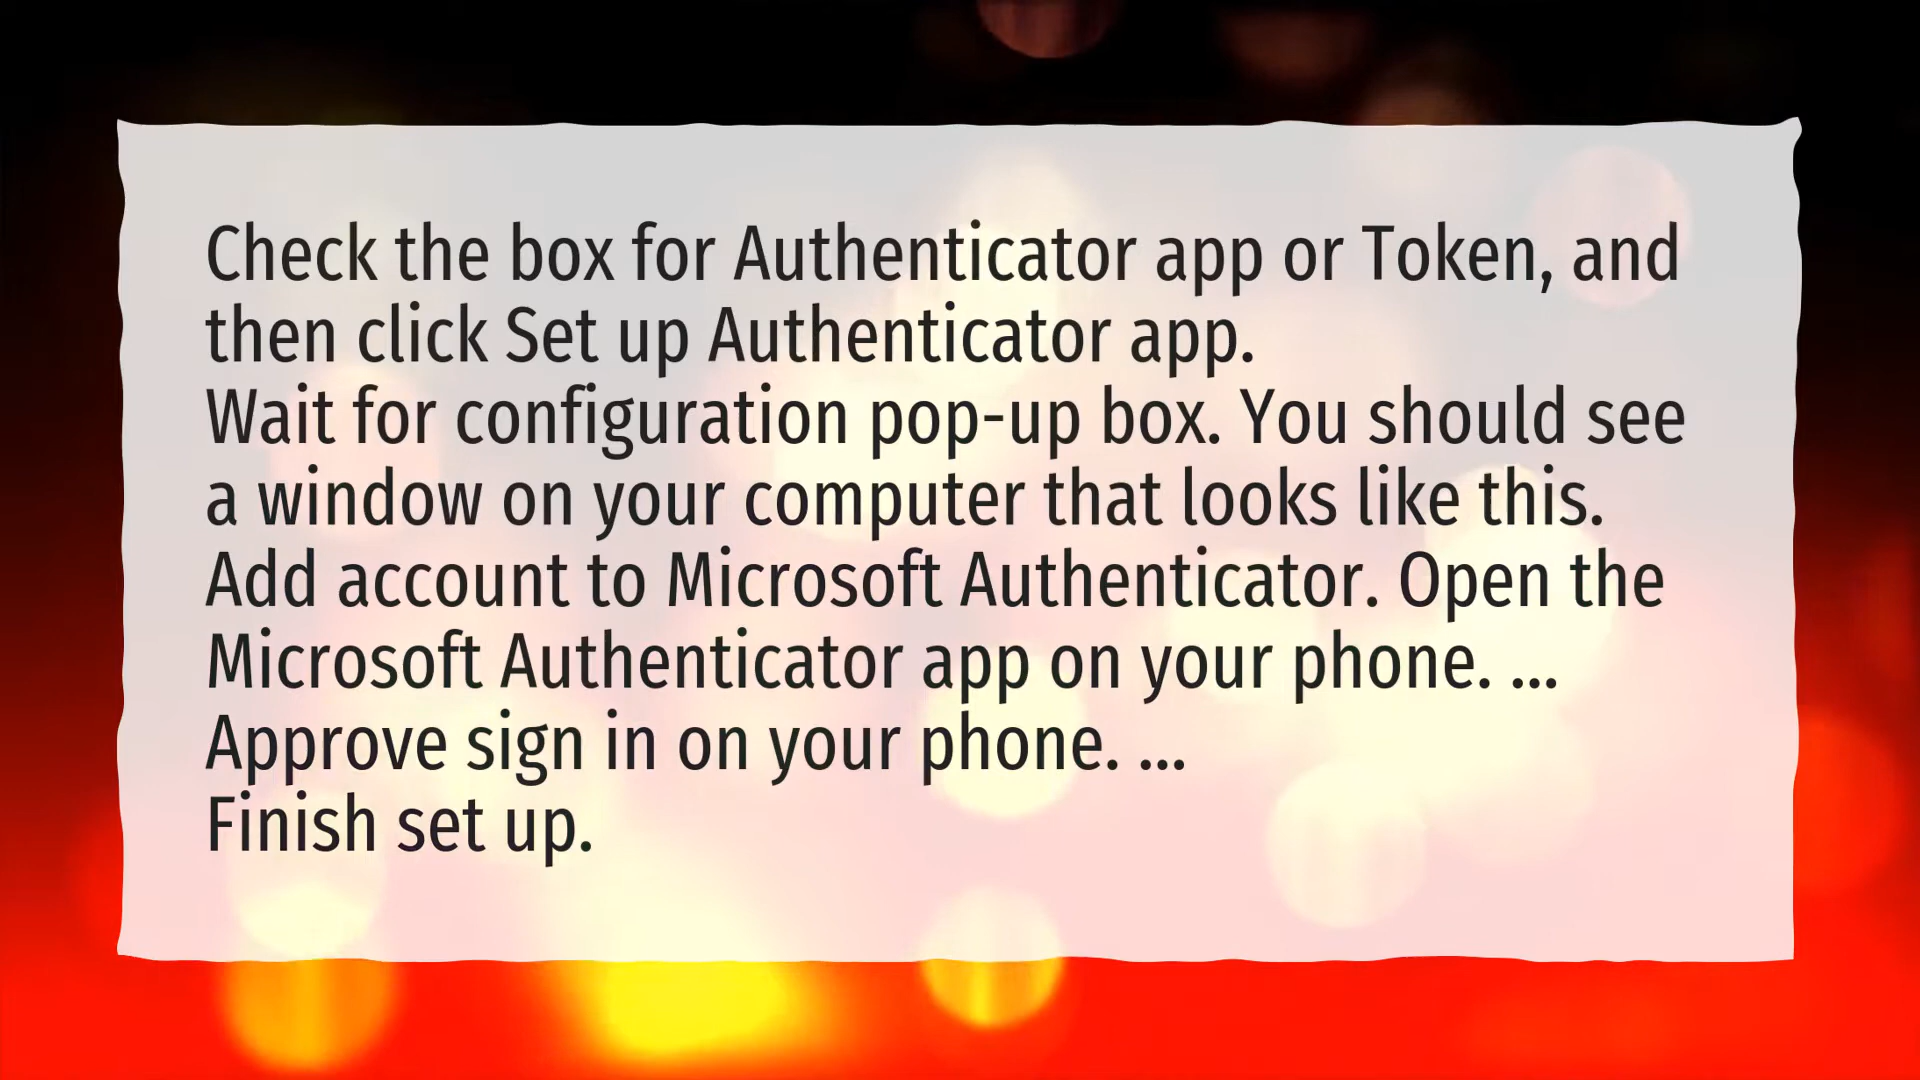 Check the box for Authenticator app or Token, and
then click Set up Authenticator app.
Wait for configuration pop-up box. You should see
a window on your computer that looks like this.
Add account to Microsoft Authenticator. Open the
Microsoft Authenticator app on your phone. ...
Approve sign in on your phone. ...
Finish set up.